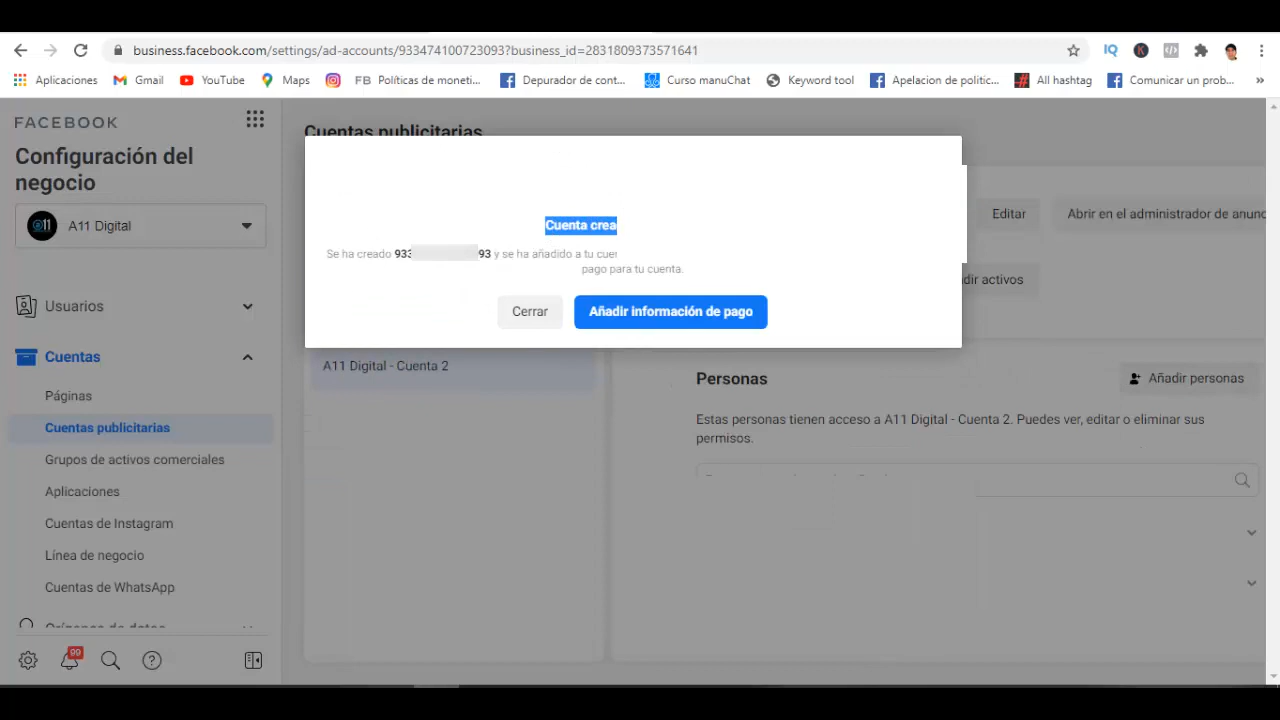 business.facebook.com/settings/ad-accounts/933474100723093?business_id=2831809373571641
Aplicaciones
Gmail
YouTube
Maps
FB Políticas de moneti...
Depurador de cont...
Curso manuChat
Keyword tool
Apelacion de politic...
All hashtag
Comunicar un prob...
»
FACEBOOK
Configuración del
negocio
A11 Digital
Usuarios
Cuentas
Páginas
Cuentas publicitarias
Grupos de activos comerciales
Aplicaciones
Cuentas de Instagram
Línea de negocio
Cuentas de WhatsApp
Orígenes de datos
99
Cuentas publicitarias
Cuenta crea
Se ha creado 933 93 y se ha añadido a tu cuen
pago para tu cuenta.
Cerrar
Añadir información de pago
Editar
Abrir en el administrador de anunc
dir activos
A11 Digital - Cuenta 2
Personas
Añadir personas
Estas personas tienen acceso a A11 Digital - Cuenta 2. Puedes ver, editar o eliminar sus
permisos.